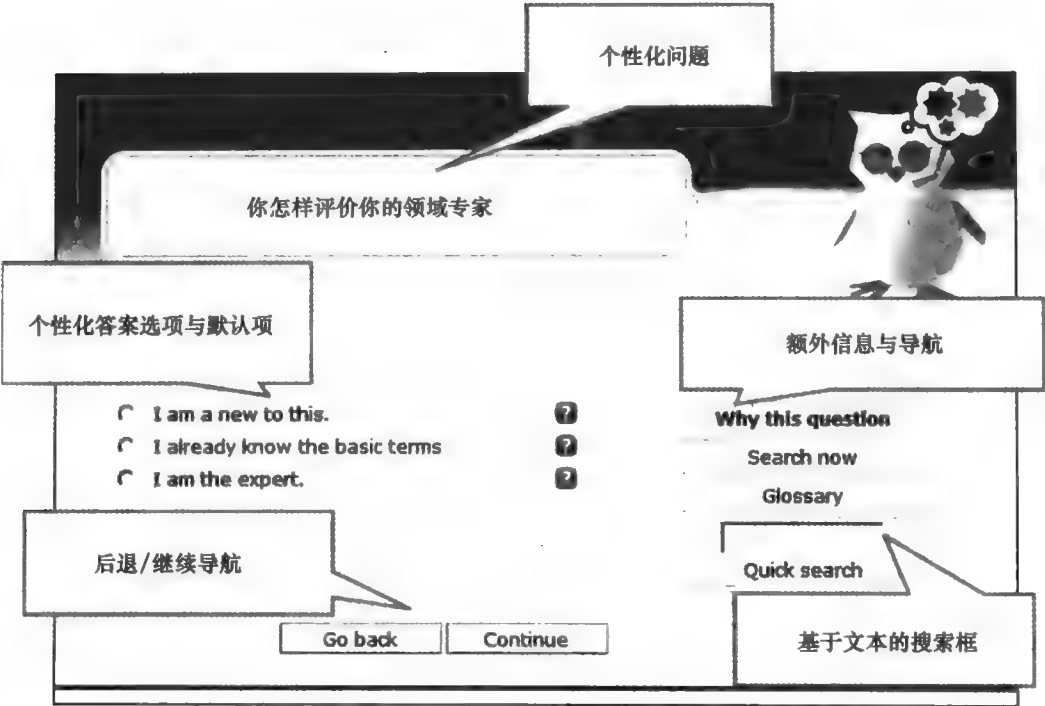 个性化问题
你怎样评价你的领域专家
个性化答案选项与默认项
额外信息与导航
I am a new to this.
?
Why this question
I already know the basic terms
?
Search now
I am the expert.
?
Glossary
后退/继续导航
Quick search
Go back
Continue
基于文本的搜索框